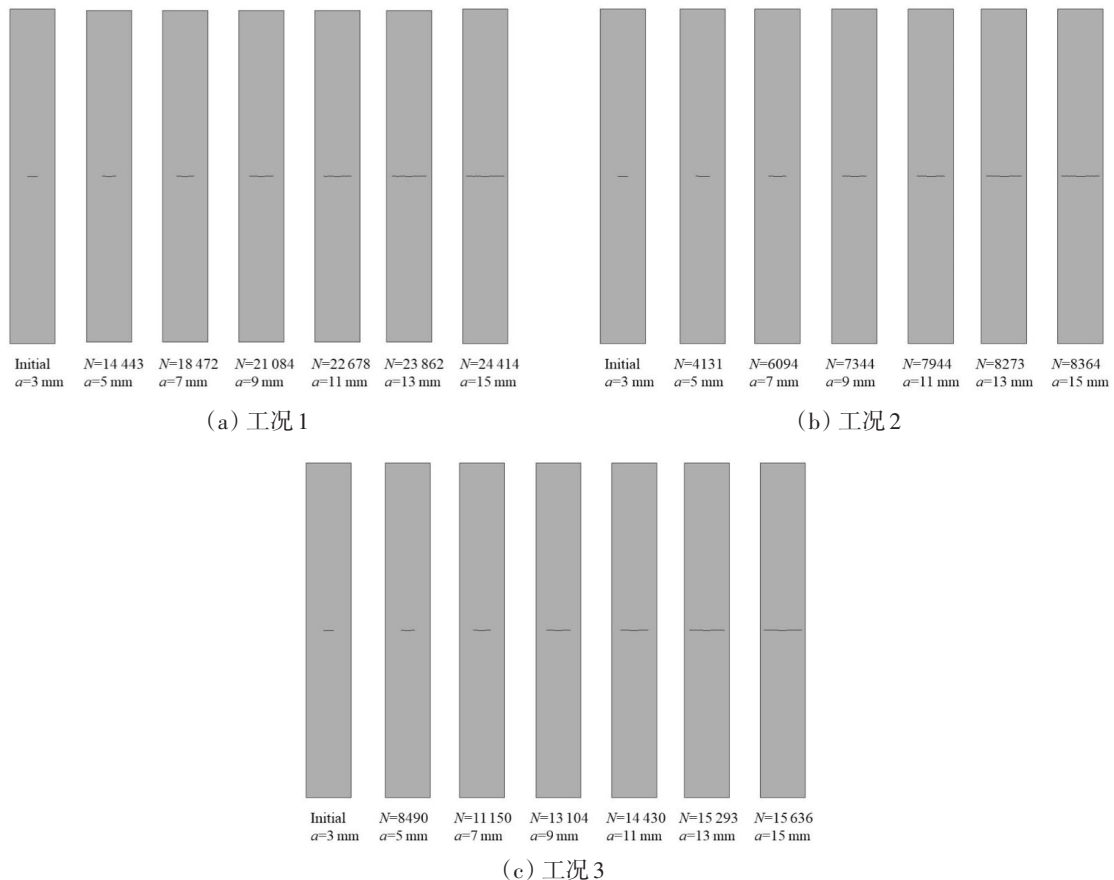 Initial N=14 443 N=18 472 N=21 084 N=22 678 N=23 862 N=24 414
a=3 mm a=5 mm a=7 mm a=9 mm a=11 mm a=13 mm a=15 mm
(a) 工况1
Initial N=4131 N=6094 N=7344 N=7944 N=8273 N=8364
a=3 mm a=5 mm a=7 mm a=9 mm a=11 mm a=13 mm a=15 mm
(b) 工况2
Initial N=8490 N=11 150 N=13 104 N=14 430 N=15 293 N=15 636
a=3 mm a=5 mm a=7 mm a=9 mm a=11 mm a=13 mm a=15 mm
(c) 工况3